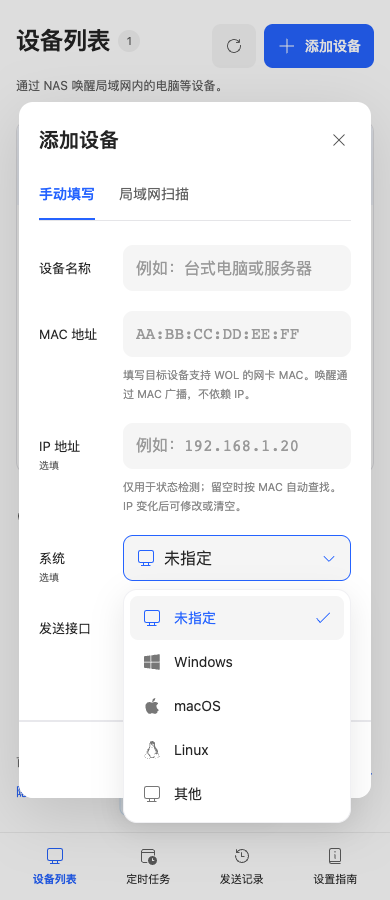 设备列表 1
添加设备
通过 NAS 唤醒局域网内的电脑等设备。
添加设备
手动填写 局域网扫描
设备名称 例如：台式电脑或服务器
MAC 地址 AA:BB:CC:DD:EE:FF
填写目标设备支持 WOL 的网卡 MAC。唤醒通
过 MAC 广播，不依赖 IP。
IP 地址 例如：192.168.1.20
选填
仅用于状态检测；留空时按 MAC 自动查找。
IP 变化后可修改或清空。
系统 未指定
选填
发送接口
未指定
Windows
macOS
Linux
其他
设备列表 定时任务 发送记录 设置指南